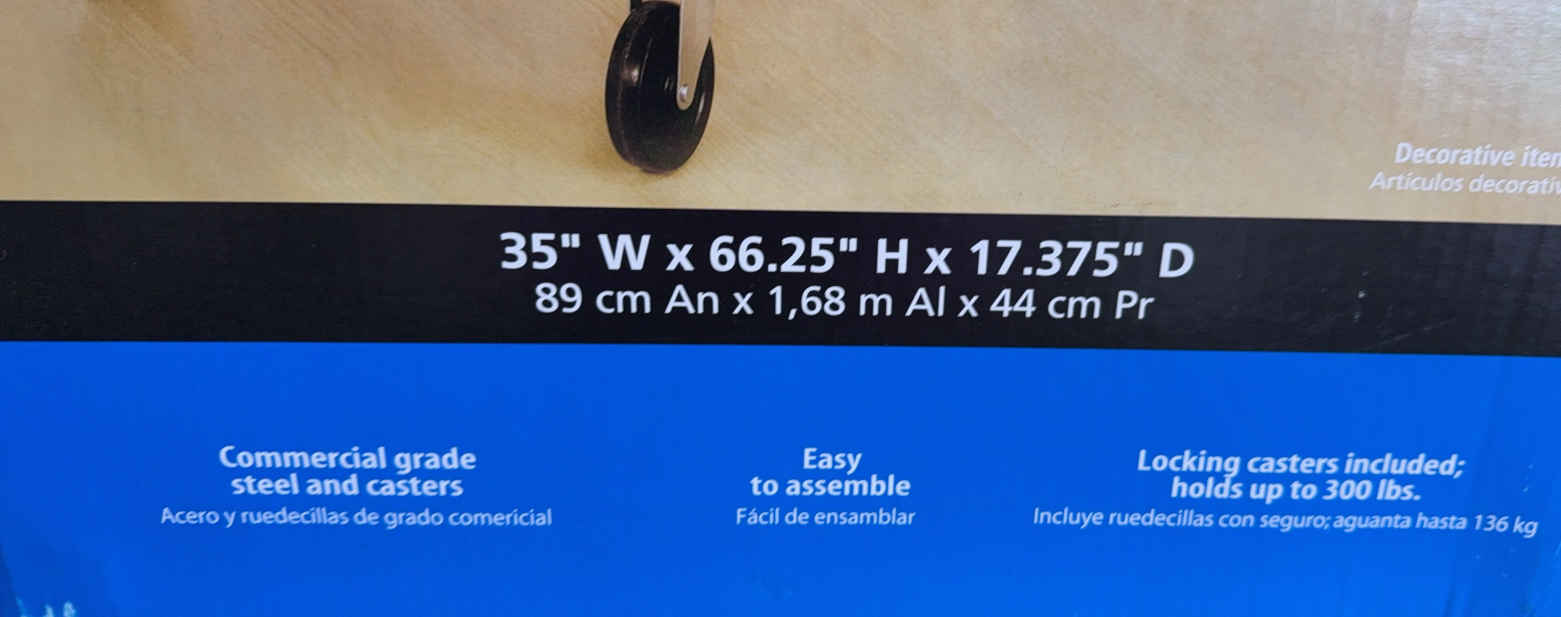 Decorative
Artículos
35" W x 66.25" H x 17.375" D
89 cm An x 1,68 m Al x 44 cm Pr
Commercial grade
steel and casters
Acero y ruedecillas de grado comericial
Easy
to assemble
Fácil de ensamblar
Locking casters included;
holds up to 300 lbs.
Incluye ruedecillas con seguro; aguanta hasta 136 kg